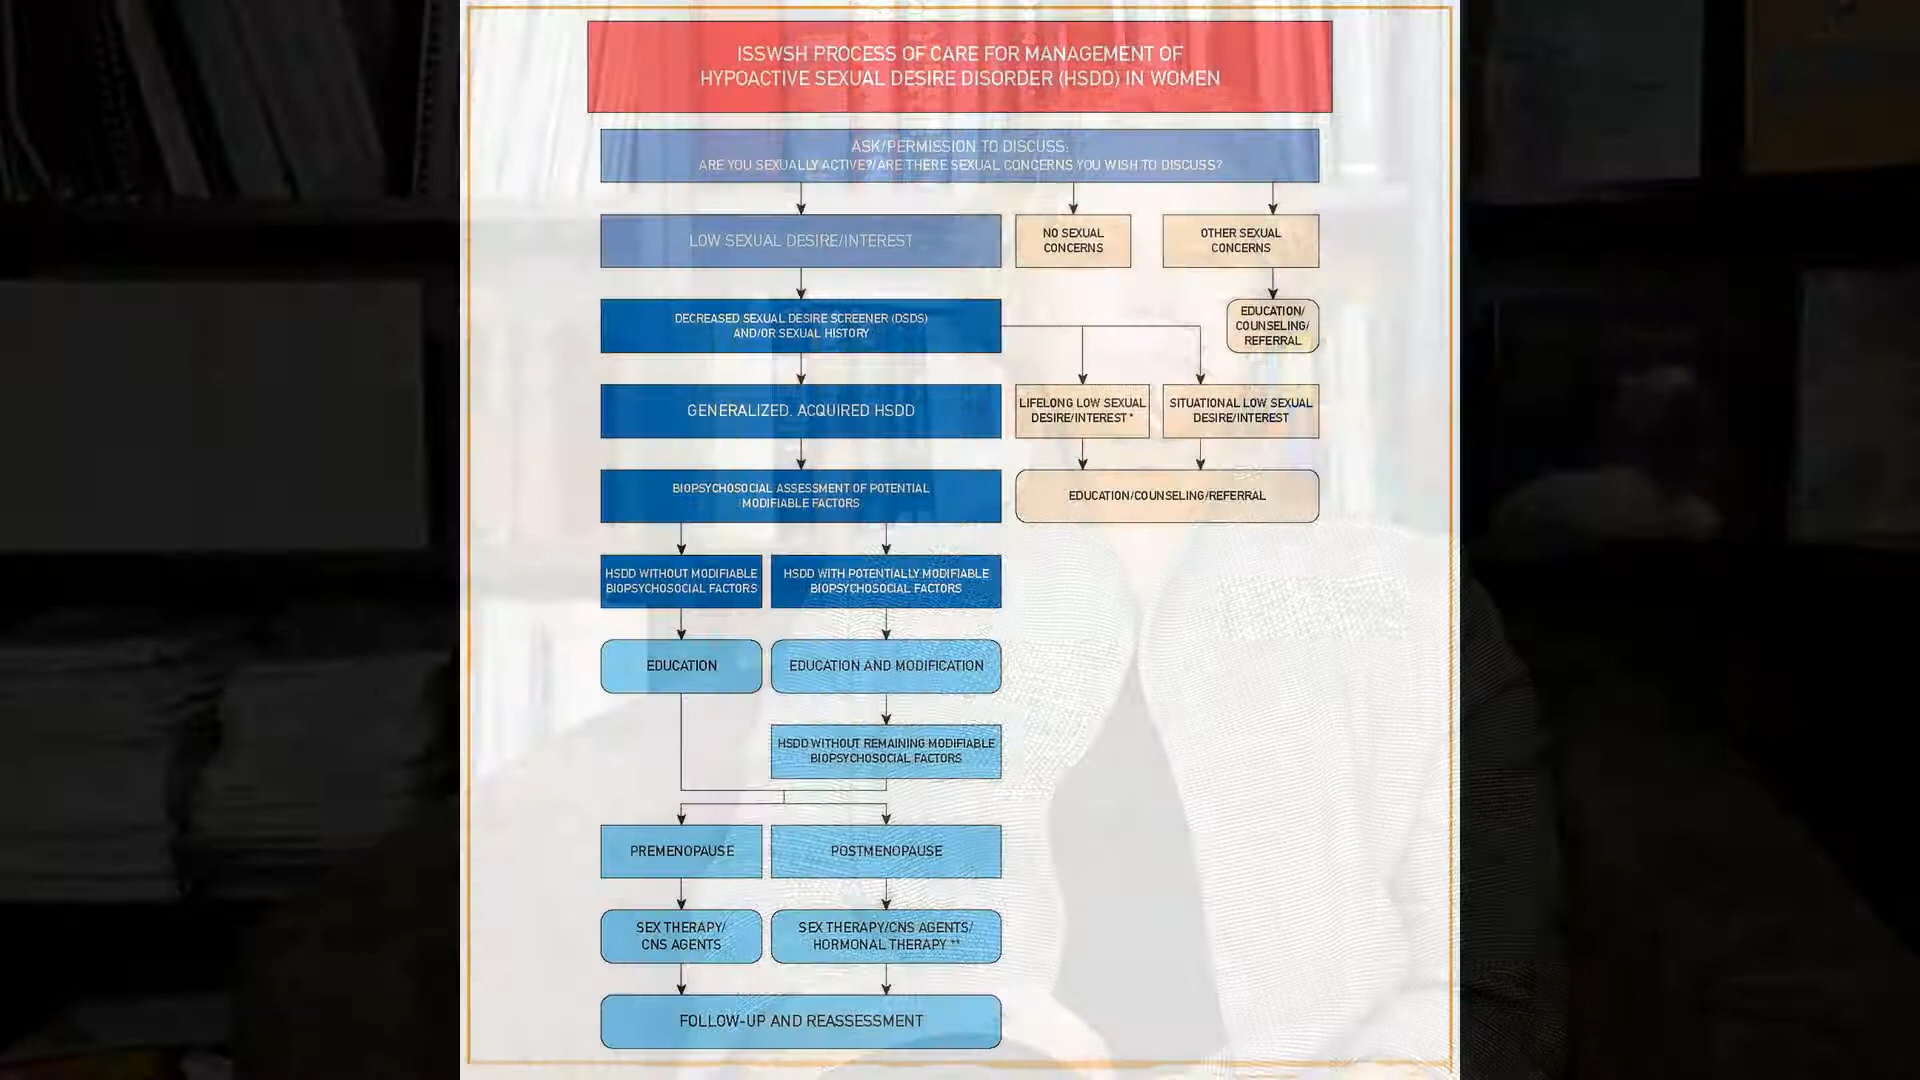 ISSWSH PROCESS OF CARE FOR MANAGEMENT OF
HYPOACTIVE SEXUAL DESIRE DISORDER (HSDD) IN WOMEN
ASK/PERMISSION TO DISCUSS:
ARE YOU SEXUALLY ACTIVE?/ARE THERE SEXUAL CONCERNS YOU WISH TO DISCUSS?
LOW SEXUAL DESIRE/INTEREST
NO SEXUAL
CONCERNS
OTHER SEXUAL
CONCERNS
DECREASED SEXUAL DESIRE SCREENER (DSDS)
AND/OR SEXUAL HISTORY
EDUCATION/
COUNSELING/
REFERRAL
GENERALIZED. ACQUIRED HSDD
LIFELONG LOW SEXUAL
DESIRE/INTEREST *
SITUATIONAL LOW SEXUAL
DESIRE/INTEREST
BIOPSYCHOSOCIAL ASSESSMENT OF POTENTIAL
MODIFIABLE FACTORS
EDUCATION/COUNSELING/REFERRAL
HSDD WITHOUT MODIFIABLE
BIOPSYCHOSOCIAL FACTORS
HSDD WITH POTENTIALLY MODIFIABLE
BIOPSYCHOSOCIAL FACTORS
EDUCATION
EDUCATION AND MODIFICATION
HSDD WITHOUT REMAINING MODIFIABLE
BIOPSYCHOSOCIAL FACTORS
PREMENOPAUSE
POSTMENOPAUSE
SEX THERAPY/
CNS AGENTS
SEX THERAPY/CNS AGENTS/
HORMONAL THERAPY **
FOLLOW-UP AND REASSESSMENT